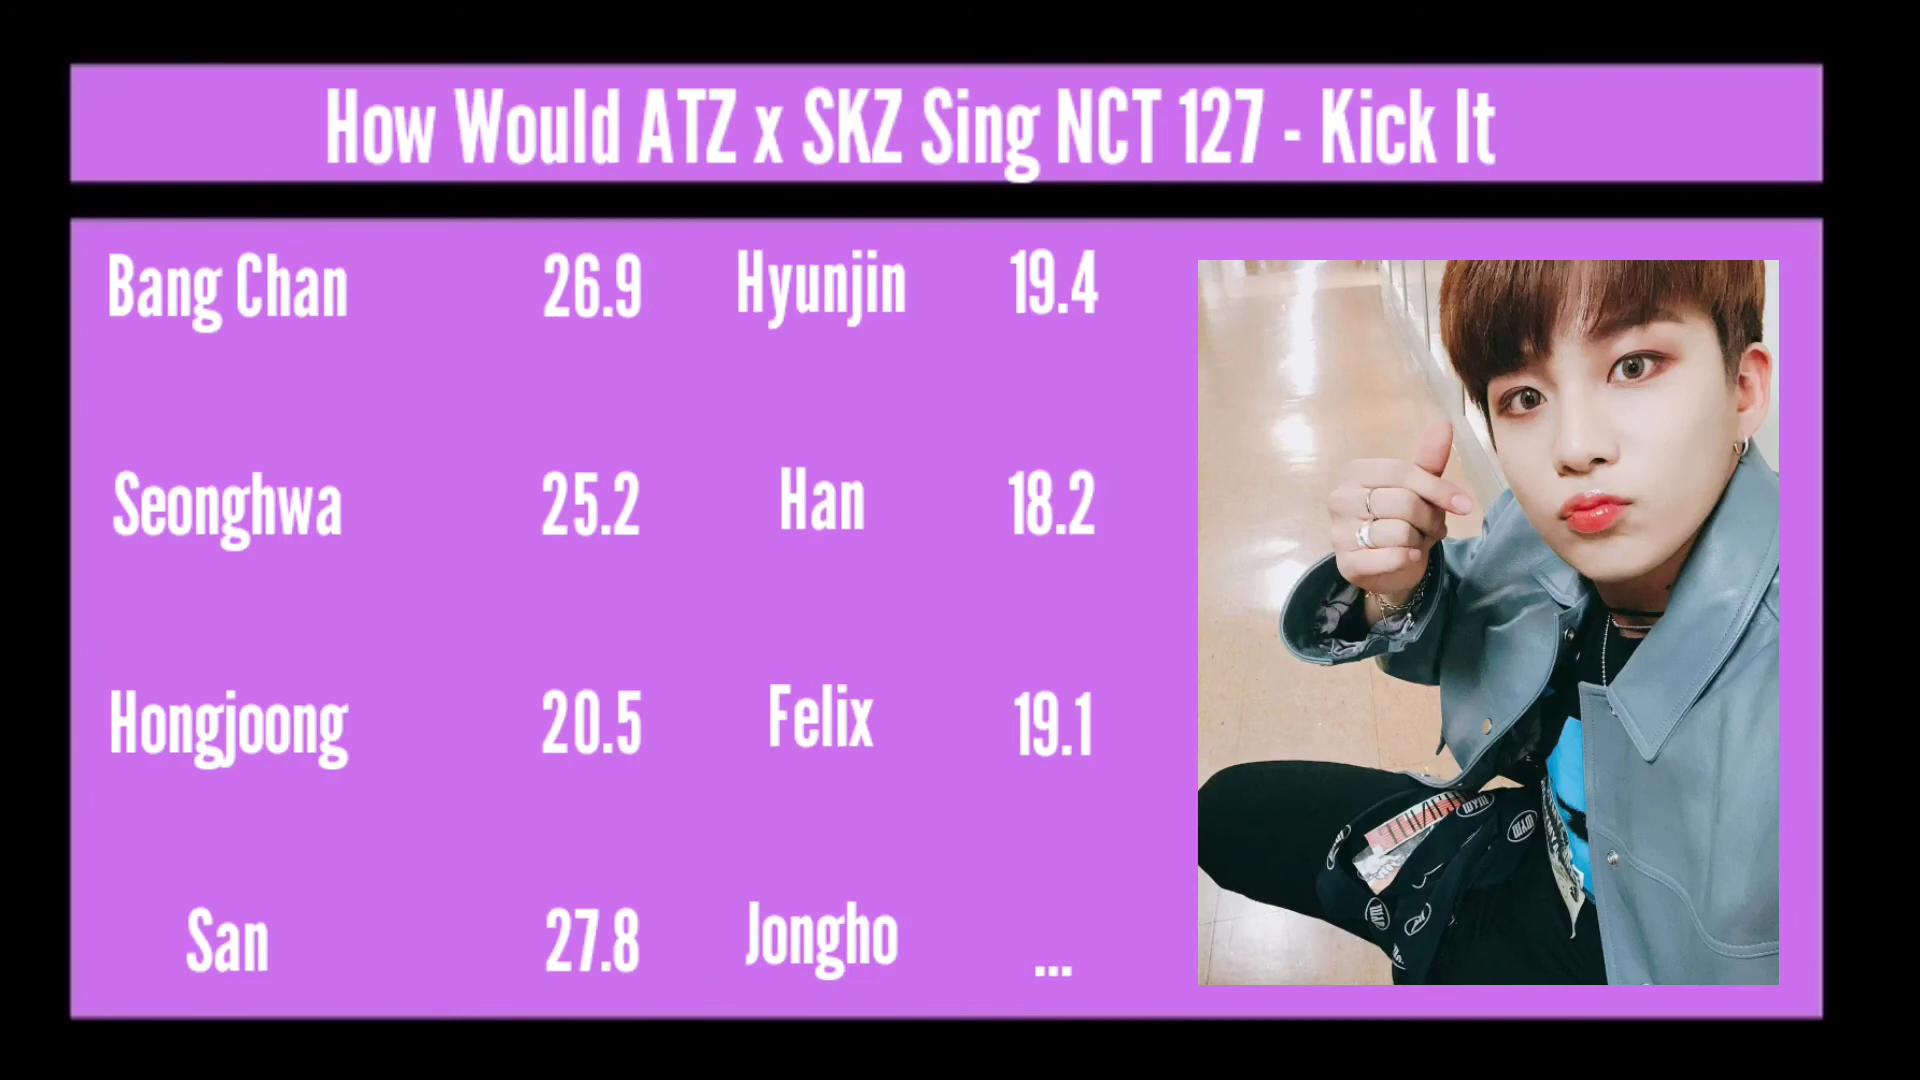 How Would ATZ x SKZ Sing NCT 127 - Kick It
Bang Chan 26.9 Hyunjin 19.4
Seonghwa 25.2 Han 18.2
Hongjoong 20.5 Felix 19.1
San 27.8 Jongho ...